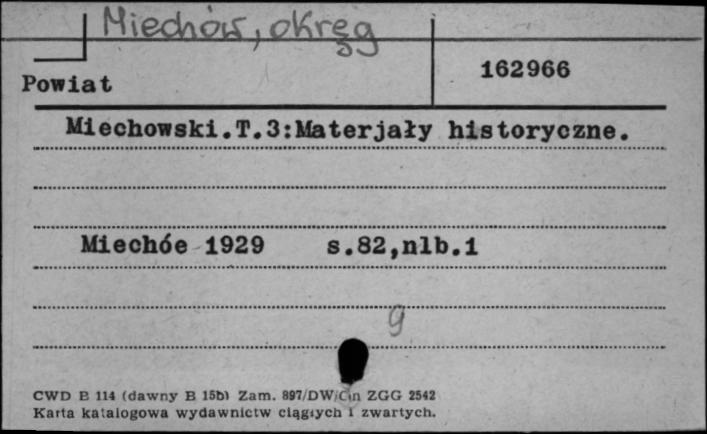 Miechów, okręg
162966
Powiat
Miechowski.T.3:Materjały historyczne.
Miechóe 1929 s.82,nlb.1
g
CWD B 114 (dawny B 15b) Zam. 897/DW/Cin ZGG 2542
Karta katalogowa wydawnictw ciągłych i zwartych.